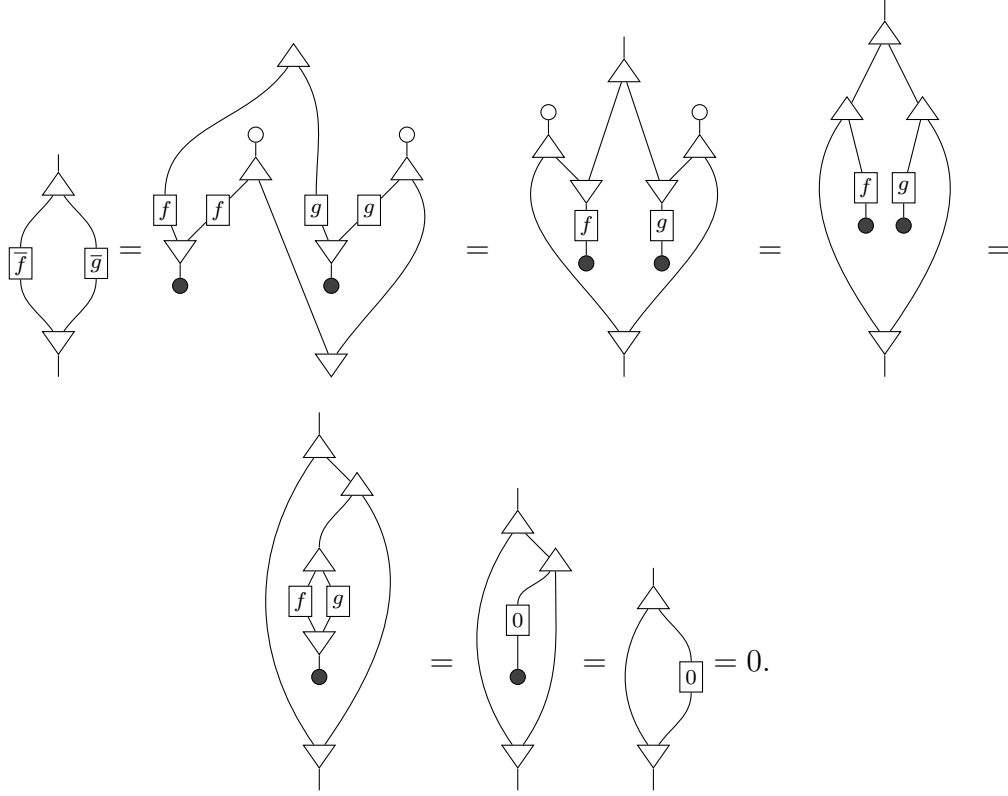 f̅ g̅ = f f g g = f g = f g =
f g = 0 = 0 = 0.